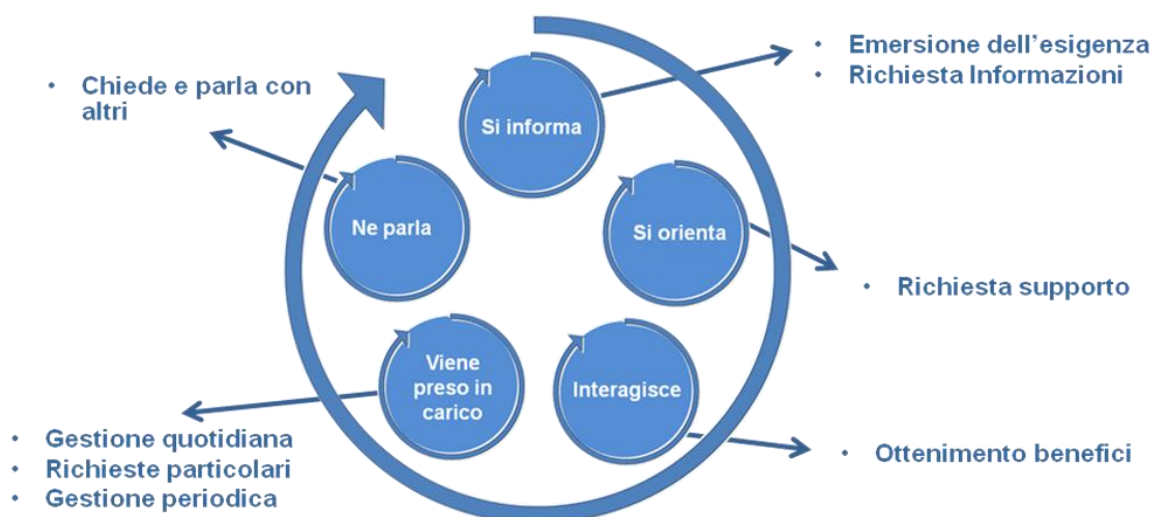 Si informa
• Emersione dell'esigenza
• Richiesta Informazioni
Si orienta
• Richiesta supporto
Interagisce
• Ottenimento benefici
Viene
preso in
carico
• Gestione quotidiana
• Richieste particolari
• Gestione periodica
Ne parla
• Chiede e parla con
altri